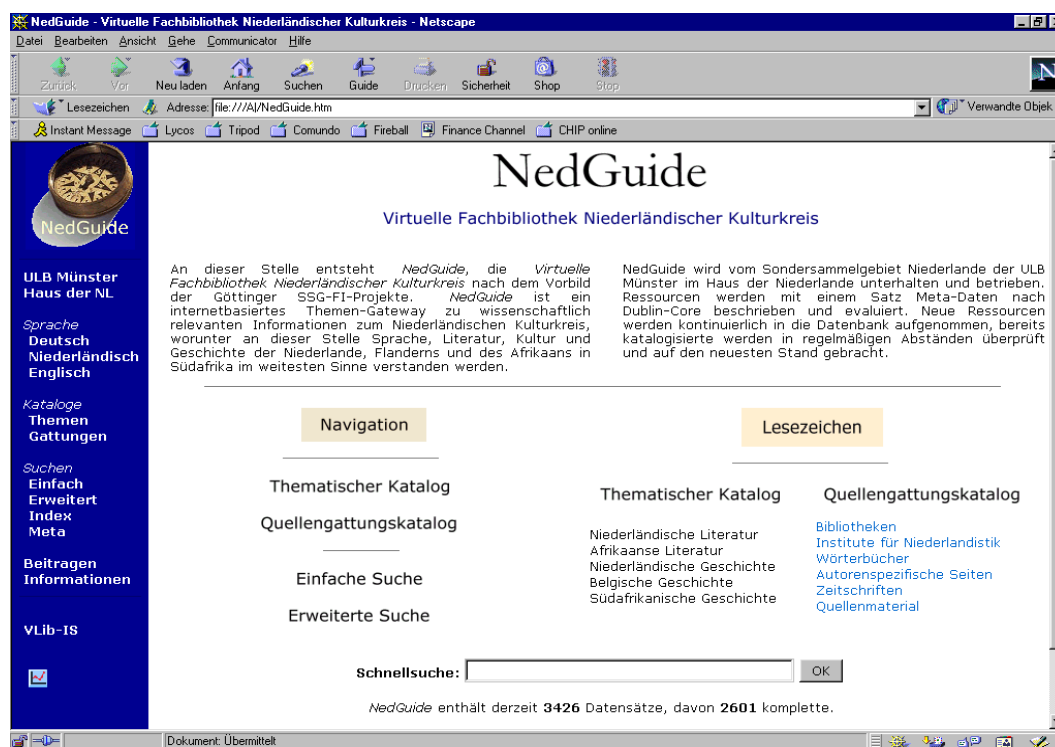 NedGuide - Virtuelle Fachbibliothek Niederländischer Kulturkreis - Netscape
Datei Bearbeiten Ansicht Gehe Communicator Hilfe
Zurück Vor Neu laden Anfang Suchen Guide Drucken Sicherheit Shop Stop
Lesezeichen Adresse: file:///A|/NedGuide.htm Verwandte Objek
Instant Message Lycos Tripod Comundo Fireball Finance Channel CHIP online
NedGuide
ULB Münster
Haus der NL
Sprache
Deutsch
Niederländisch
Englisch
Kataloge
Themen
Gattungen
Suchen
Einfach
Erweitert
Index
Meta
Beitragen
Informationen
VLib-IS
NedGuide
Virtuelle Fachbibliothek Niederländischer Kulturkreis
An dieser Stelle entsteht NedGuide, die Virtuelle
Fachbibliothek Niederländischer Kulturkreis nach dem Vorbild
der Göttinger SSG-FI-Projekte. NedGuide ist ein
internetbasiertes Themen-Gateway zu wissenschaftlich
relevanten Informationen zum Niederländischen Kulturkreis,
worunter an dieser Stelle Sprache, Literatur, Kultur und
Geschichte der Niederlande, Flanderns und des Afrikaans in
Südafrika im weitesten Sinne verstanden werden.
NedGuide wird vom Sondersammelgebiet Niederlande der ULB
Münster im Haus der Niederlande unterhalten und betrieben.
Ressourcen werden mit einem Satz Meta-Daten nach
Dublin-Core beschrieben und evaluiert. Neue Ressourcen
werden kontinuierlich in die Datenbank aufgenommen, bereits
katalogisierte werden in regelmäßigen Abständen überprüft
und auf den neuesten Stand gebracht.
Navigation
Thematischer Katalog
Quellengattungskatalog
Einfache Suche
Erweiterte Suche
Lesezeichen
Thematischer Katalog
Niederländische Literatur
Afrikaanse Literatur
Niederländische Geschichte
Belgische Geschichte
Südafrikanische Geschichte
Quellengattungskatalog
Bibliotheken
Institute für Niederlandistik
Wörterbücher
Autorenspezifische Seiten
Zeitschriften
Quellenmaterial
Schnellsuche: OK
NedGuide enthält derzeit 3426 Datensätze, davon 2601 komplette.
Dokument: Übermittelt